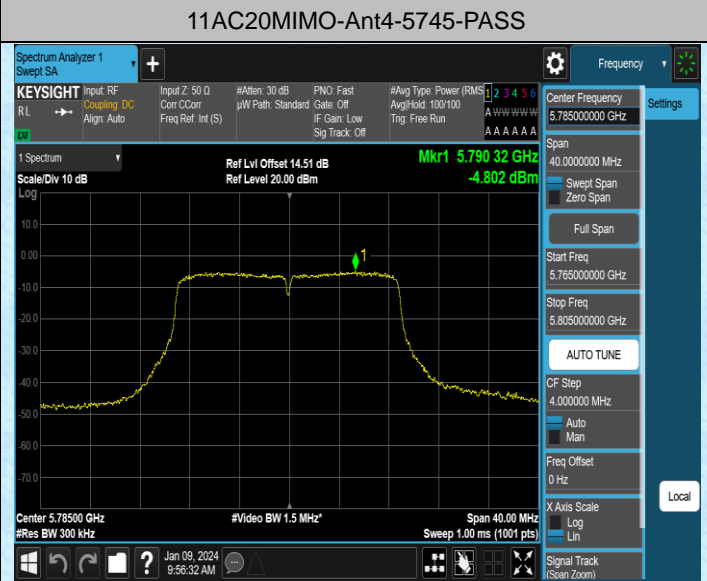 11AC20MIMO-Ant4-5745-PASS
Spectrum Analyzer 1
Swept SA
Frequency
KEYSIGHT
RL
Input: RF
Coupling: DC
Align: Auto
Input Z: 50 Ω
Corr CCorr
Freq Ref: Int (S)
#Atten: 30 dB
µW Path: Standard
PNO: Fast
Gate: Off
IF Gain: Low
Sig Track: Off
#Avg Type: Power (RMS
Avg|Hold: 100/100
Trig: Free Run
1 2 3 4 5 6
A W W W W W
A A A A A A
LXI
1 Spectrum
Scale/Div 10 dB
Ref Lvl Offset 14.51 dB
Ref Level 20.00 dBm
Mkr1 5.790 32 GHz
-4.802 dBm
Log
10.0
0.00
-10.0
-20.0
-30.0
-40.0
-50.0
-60.0
-70.0
1
Center 5.78500 GHz
#Res BW 300 kHz
#Video BW 1.5 MHz*
Span 40.00 MHz
Sweep 1.00 ms (1001 pts)
Jan 09, 2024
9:56:32 AM
Center Frequency
5.785000000 GHz
Settings
Span
40.0000000 MHz
Swept Span
Zero Span
Full Span
Start Freq
5.765000000 GHz
Stop Freq
5.805000000 GHz
AUTO TUNE
CF Step
4.000000 MHz
Auto
Man
Freq Offset
0 Hz
X Axis Scale
Log
Lin
Local
Signal Track
(Span Zoom)